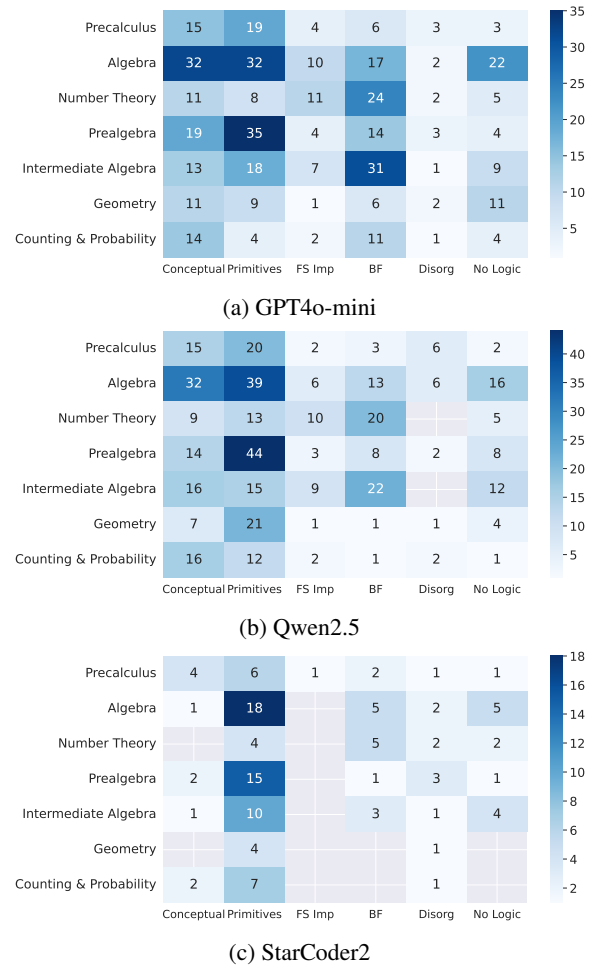 Precalculus 15 19 4 6 3 3
Algebra 32 32 10 17 2 22
Number Theory 11 8 11 24 2 5
Prealgebra 19 35 4 14 3 4
Intermediate Algebra 13 18 7 31 1 9
Geometry 11 9 1 6 2 11
Counting & Probability 14 4 2 11 1 4
Conceptual Primitives FS Imp BF Disorg No Logic
35
30
25
20
15
10
5
(a) GPT4o-mini
Precalculus 15 20 2 3 6 2
Algebra 32 39 6 13 6 16
Number Theory 9 13 10 20 5
Prealgebra 14 44 3 8 2 8
Intermediate Algebra 16 15 9 22 12
Geometry 7 21 1 1 1 4
Counting & Probability 16 12 2 1 2 1
Conceptual Primitives FS Imp BF Disorg No Logic
40
35
30
25
20
15
10
5
(b) Qwen2.5
Precalculus 4 6 1 2 1 1
Algebra 1 18 5 2 5
Number Theory 4 5 2 2
Prealgebra 2 15 1 3 1
Intermediate Algebra 1 10 3 1 4
Geometry 4 1
Counting & Probability 2 7 1
Conceptual Primitives FS Imp BF Disorg No Logic
18
16
14
12
10
8
6
4
2
(c) StarCoder2